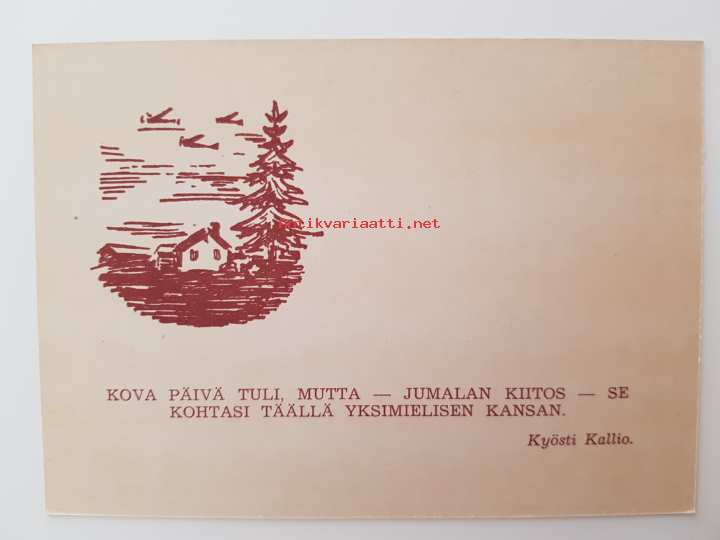 antikvariaatti.net
KOVA PÄIVÄ TULI, MUTTA — JUMALAN KIITOS — SE
KOHTASI TÄÄLLÄ YKSIMIELISEN KANSAN.
Kyösti Kallio.